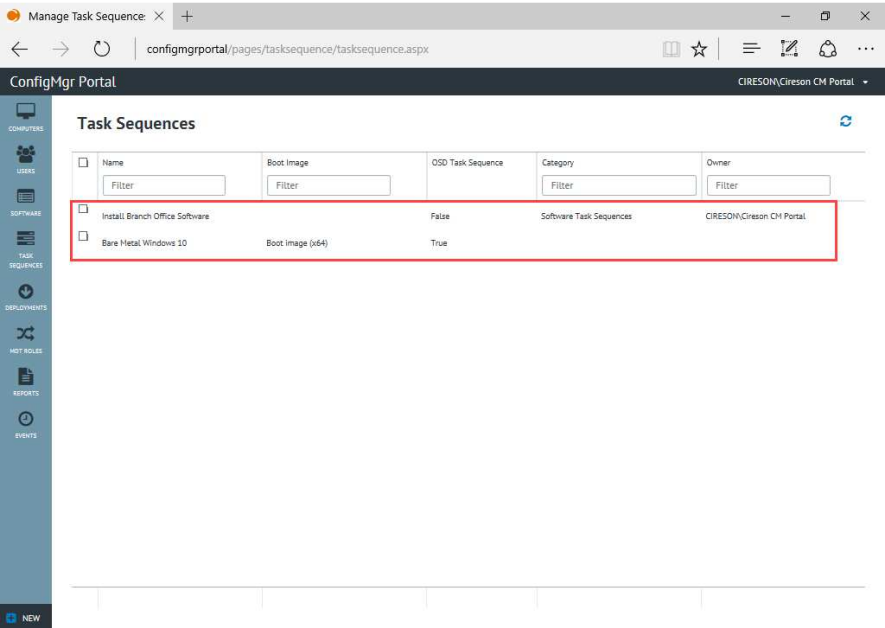 Manage Task Sequence:
configmgrportal/pages/tasksequence/tasksequence.aspx
ConfigMgr Portal
CIRESON\Cireson CM Portal
COMPUTERS
USERS
SOFTWARE
TASK
SEQUENCES
DEPLOYMENTS
MDT ROLES
REPORTS
EVENTS
NEW
Task Sequences
Name Boot Image OSD Task Sequence Category Owner
Filter Filter Filter Filter
Install Branch Office Software False Software Task Sequences CIRESON\Cireson CM Portal
Bare Metal Windows 10 Boot image (x64) True